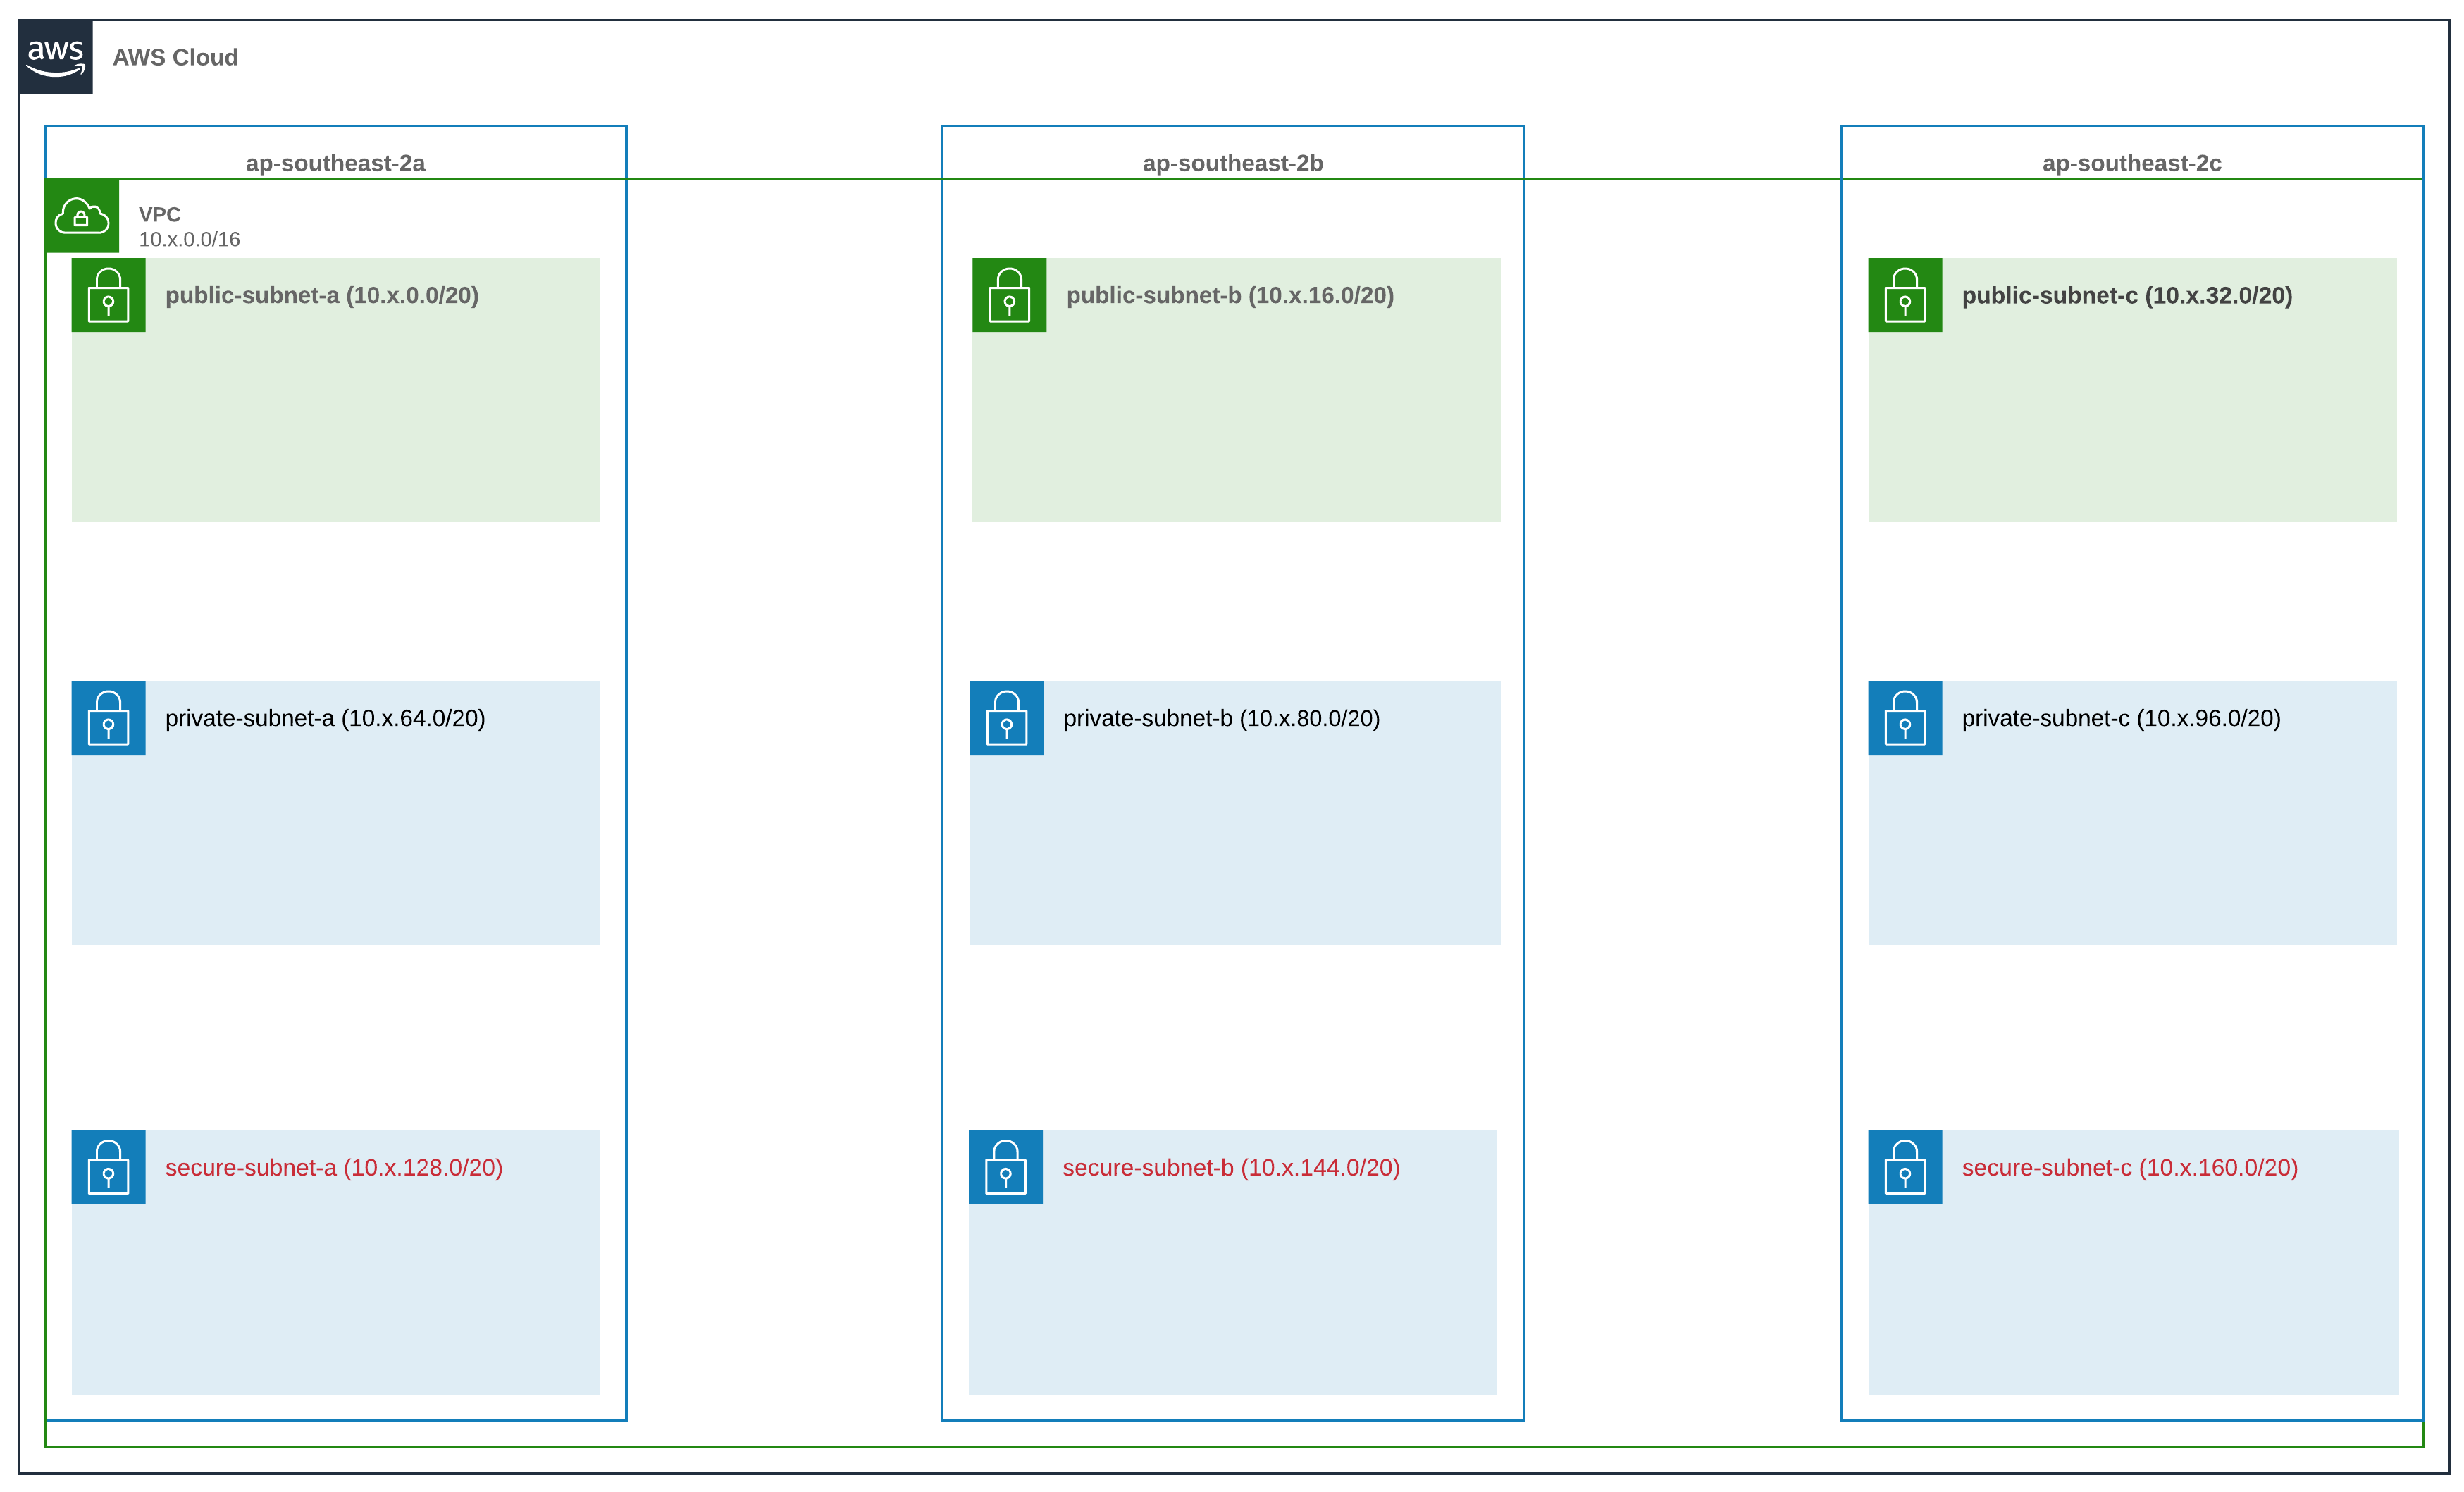 aws
AWS Cloud
ap-southeast-2a
ap-southeast-2b
ap-southeast-2c
VPC
10.x.0.0/16
public-subnet-a (10.x.0.0/20)
public-subnet-b (10.x.16.0/20)
public-subnet-c (10.x.32.0/20)
private-subnet-a (10.x.64.0/20)
private-subnet-b (10.x.80.0/20)
private-subnet-c (10.x.96.0/20)
secure-subnet-a (10.x.128.0/20)
secure-subnet-b (10.x.144.0/20)
secure-subnet-c (10.x.160.0/20)